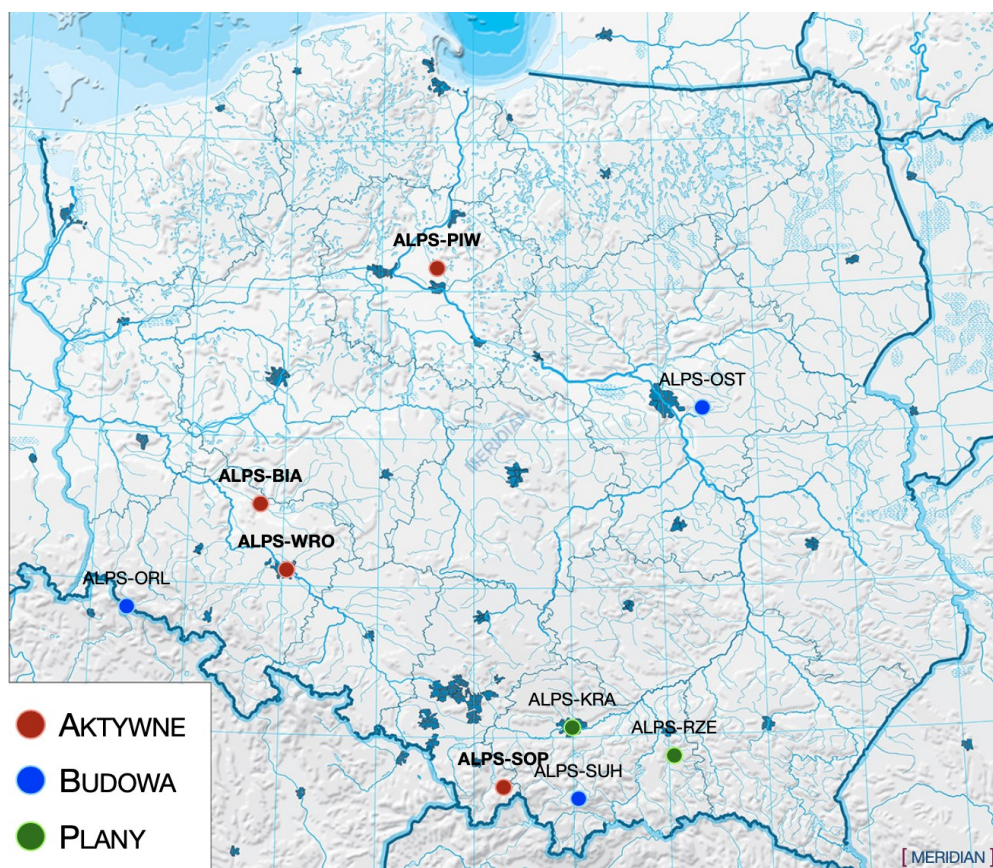 ALPS-PIW
ALPS-OST
MERIDIAN
ALPS-BIA
ALPS-WRO
ALPS-ORL
ALPS-KRA
ALPS-RZE
ALPS-SOP
ALPS-SUH
AKTYWNE
BUDOWA
PLANY
[ MERIDIAN ]